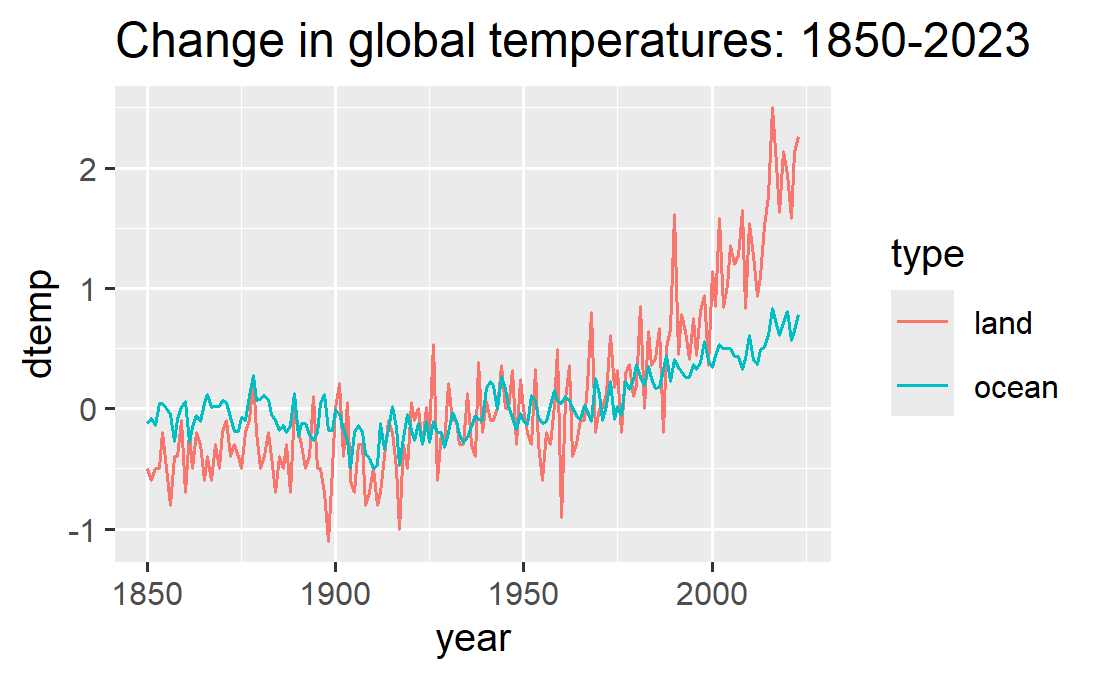 Change in global temperatures: 1850-2023
dtemp
2
1
0
-1
1850 1900 1950 2000
year
type
land
ocean